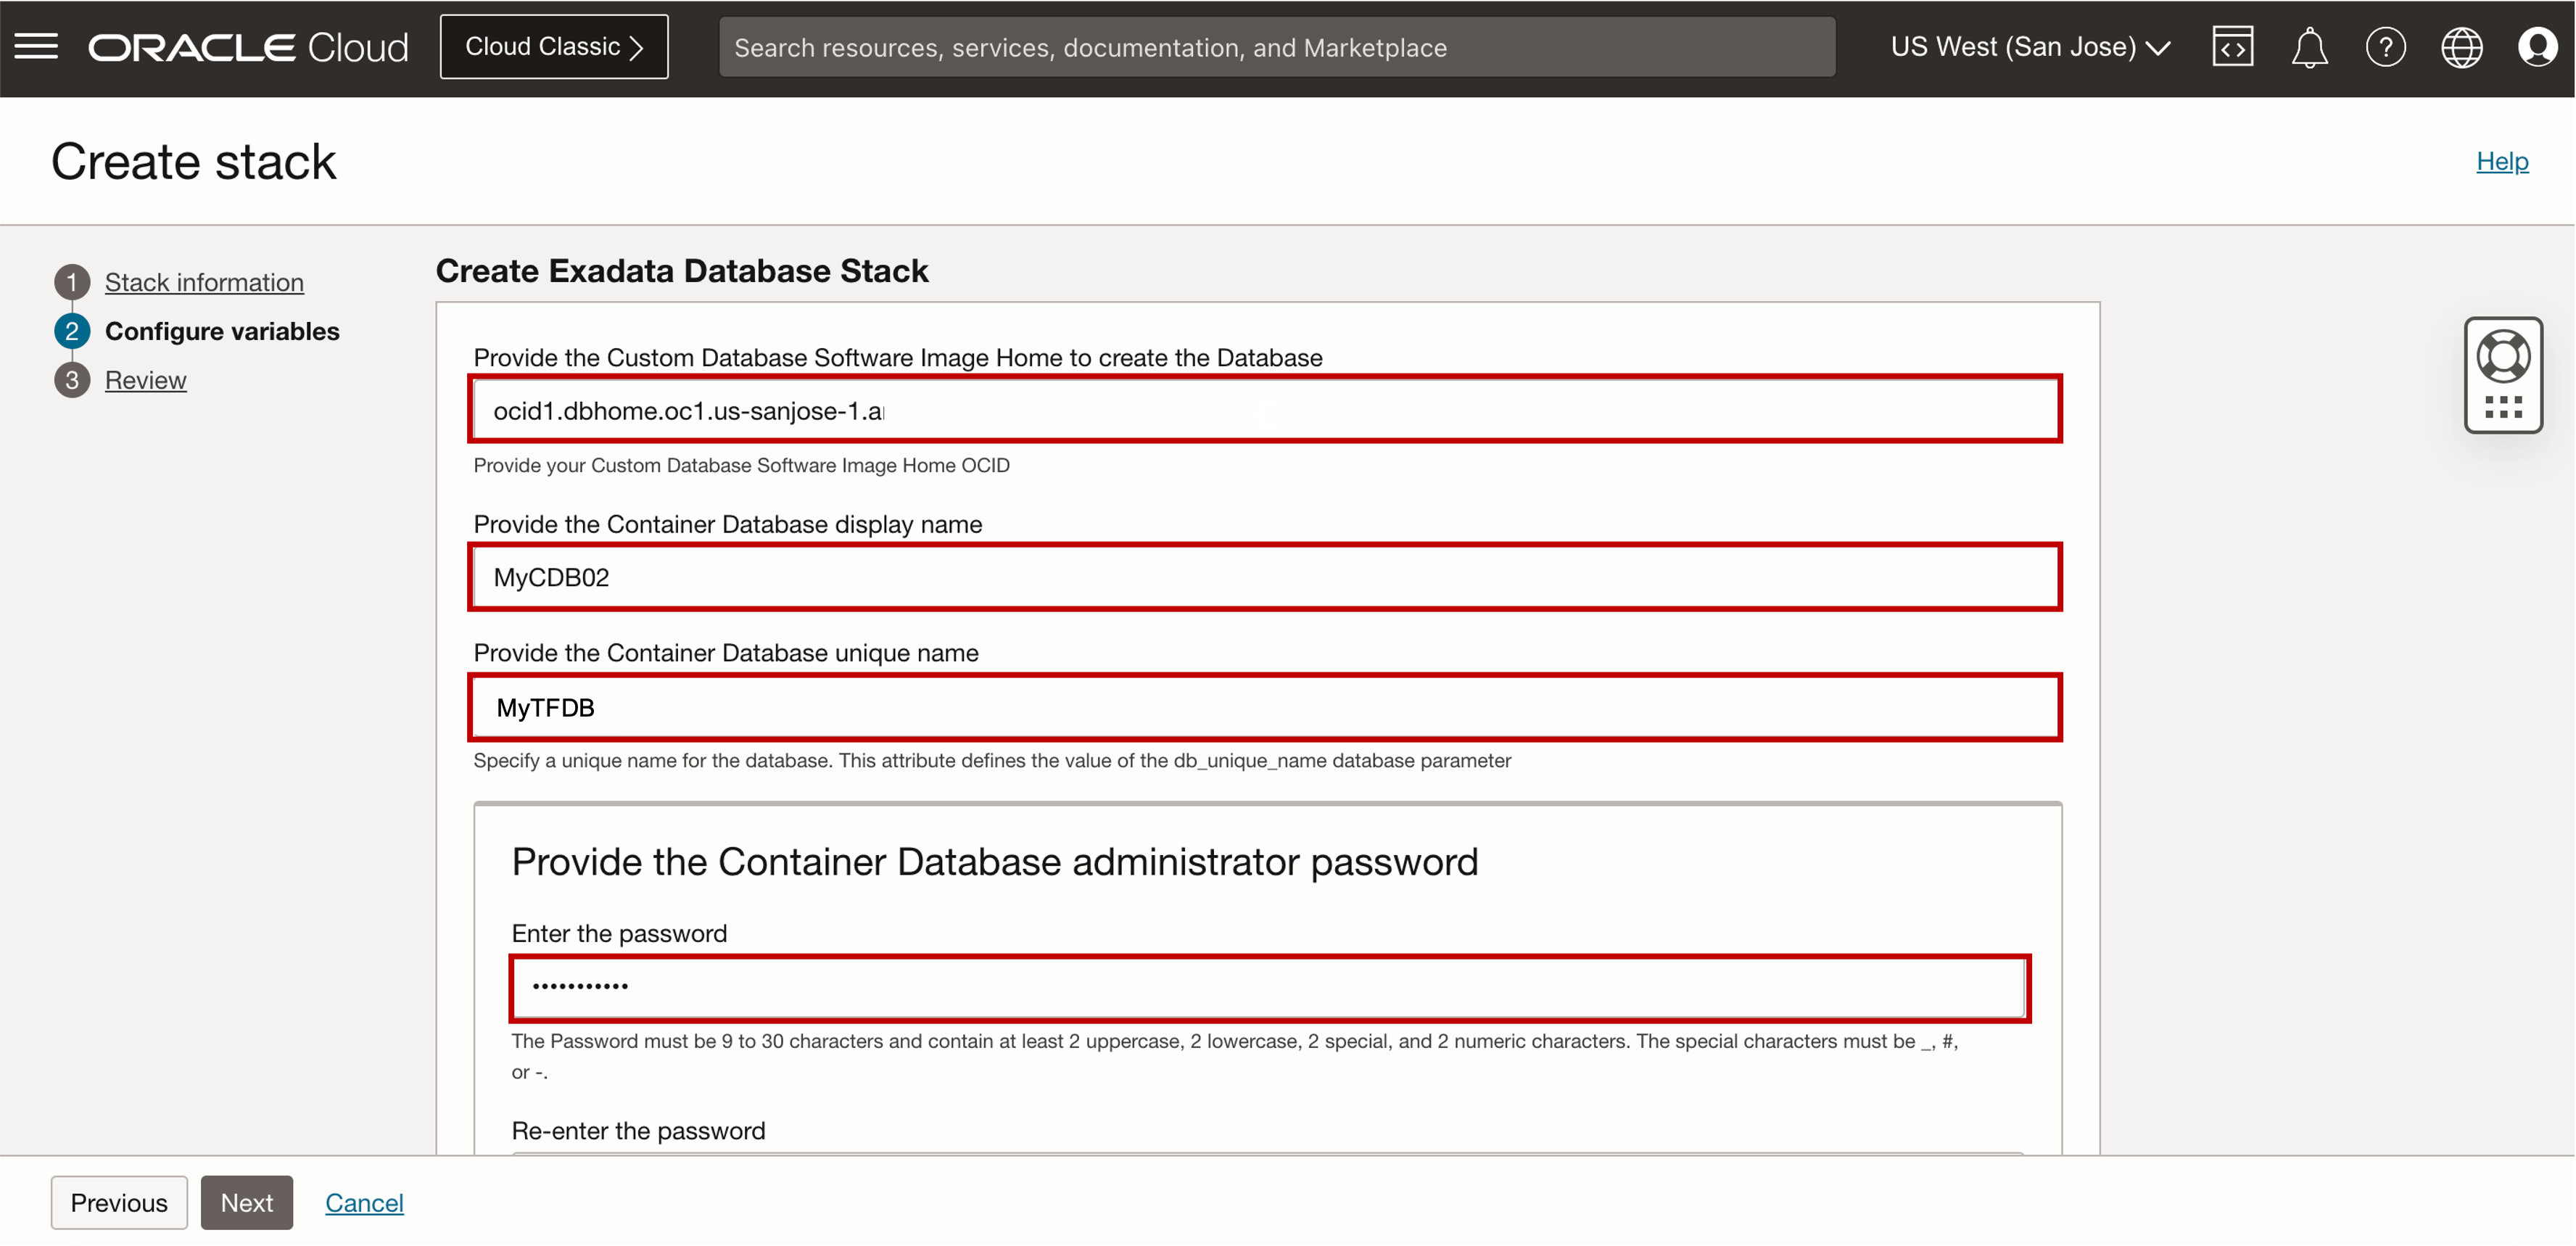 ORACLE Cloud
Cloud Classic
Search resources, services, documentation, and Marketplace
US West (San Jose)
Create stack
Help
1 Stack information
2 Configure variables
3 Review
Create Exadata Database Stack
Provide the Custom Database Software Image Home to create the Database
ocid1.dbhome.oc1.us-sanjose-1.a
Provide your Custom Database Software Image Home OCID
Provide the Container Database display name
MyCDB02
Provide the Container Database unique name
MyTFDB
Specify a unique name for the database. This attribute defines the value of the db_unique_name database parameter
Provide the Container Database administrator password
Enter the password
•••••••••••
The Password must be 9 to 30 characters and contain at least 2 uppercase, 2 lowercase, 2 special, and 2 numeric characters. The special characters must be _, #,
or -.
Re-enter the password
Previous
Next
Cancel